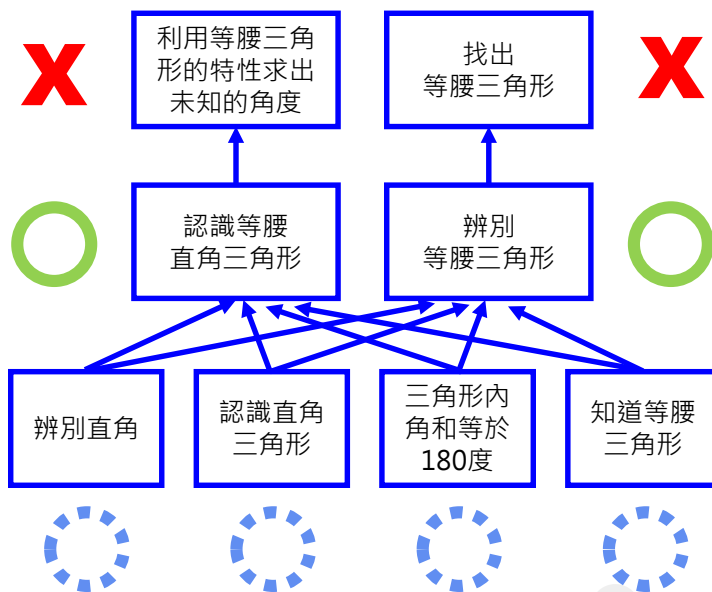 利用等腰三角
形的特性求出
未知的角度
找出
等腰三角形
認識等腰
直角三角形
辨別
等腰三角形
辨別直角
認識直角
三角形
三角形內
角和等於
180度
知道等腰
三角形